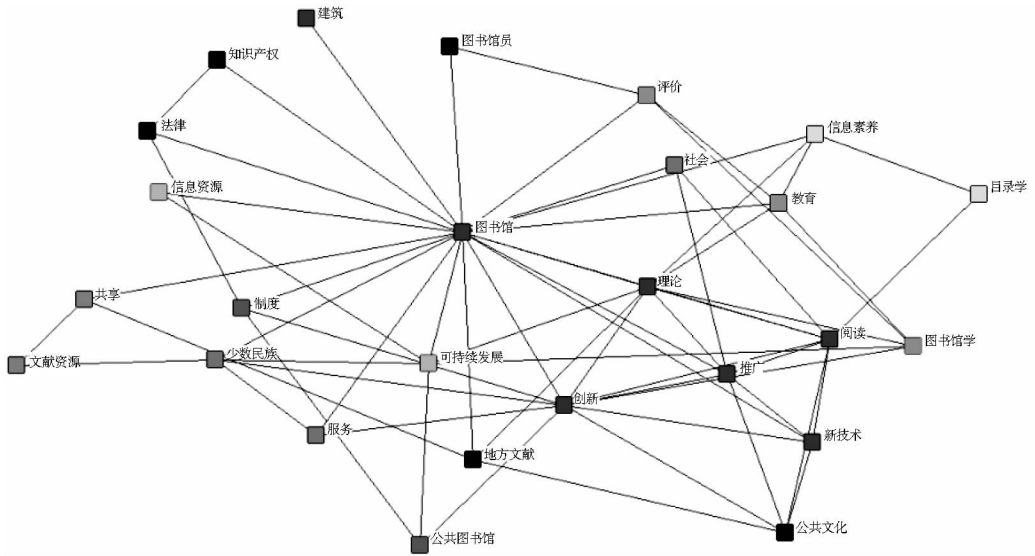 建筑
图书馆员
知识产权
评价
法律
信息素养
社会
信息资源
目录学
教育
图书馆
理论
共享
制度
阅读
图书馆学
少数民族
可持续发展
文献资源
推广
创新
服务
新技术
地方文献
公共文化
公共图书馆